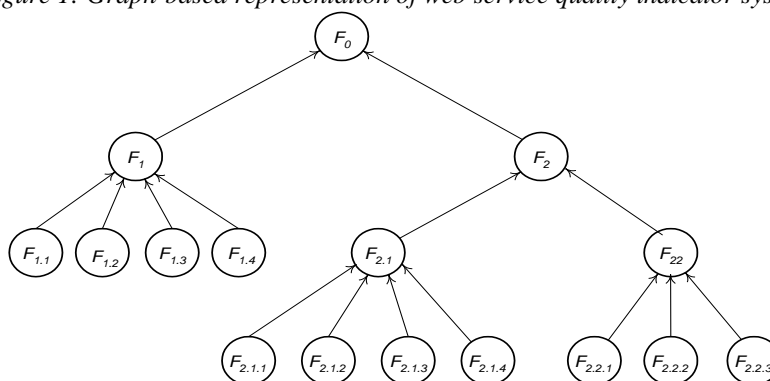 Figure 1. Graph-based representation of web-service quality indicator sys
F0
F1
F2
F1.1
F1.2
F1.3
F1.4
F2.1
F22
F2.1.1
F2.1.2
F2.1.3
F2.1.4
F2.2.1
F2.2.2
F2.2.3